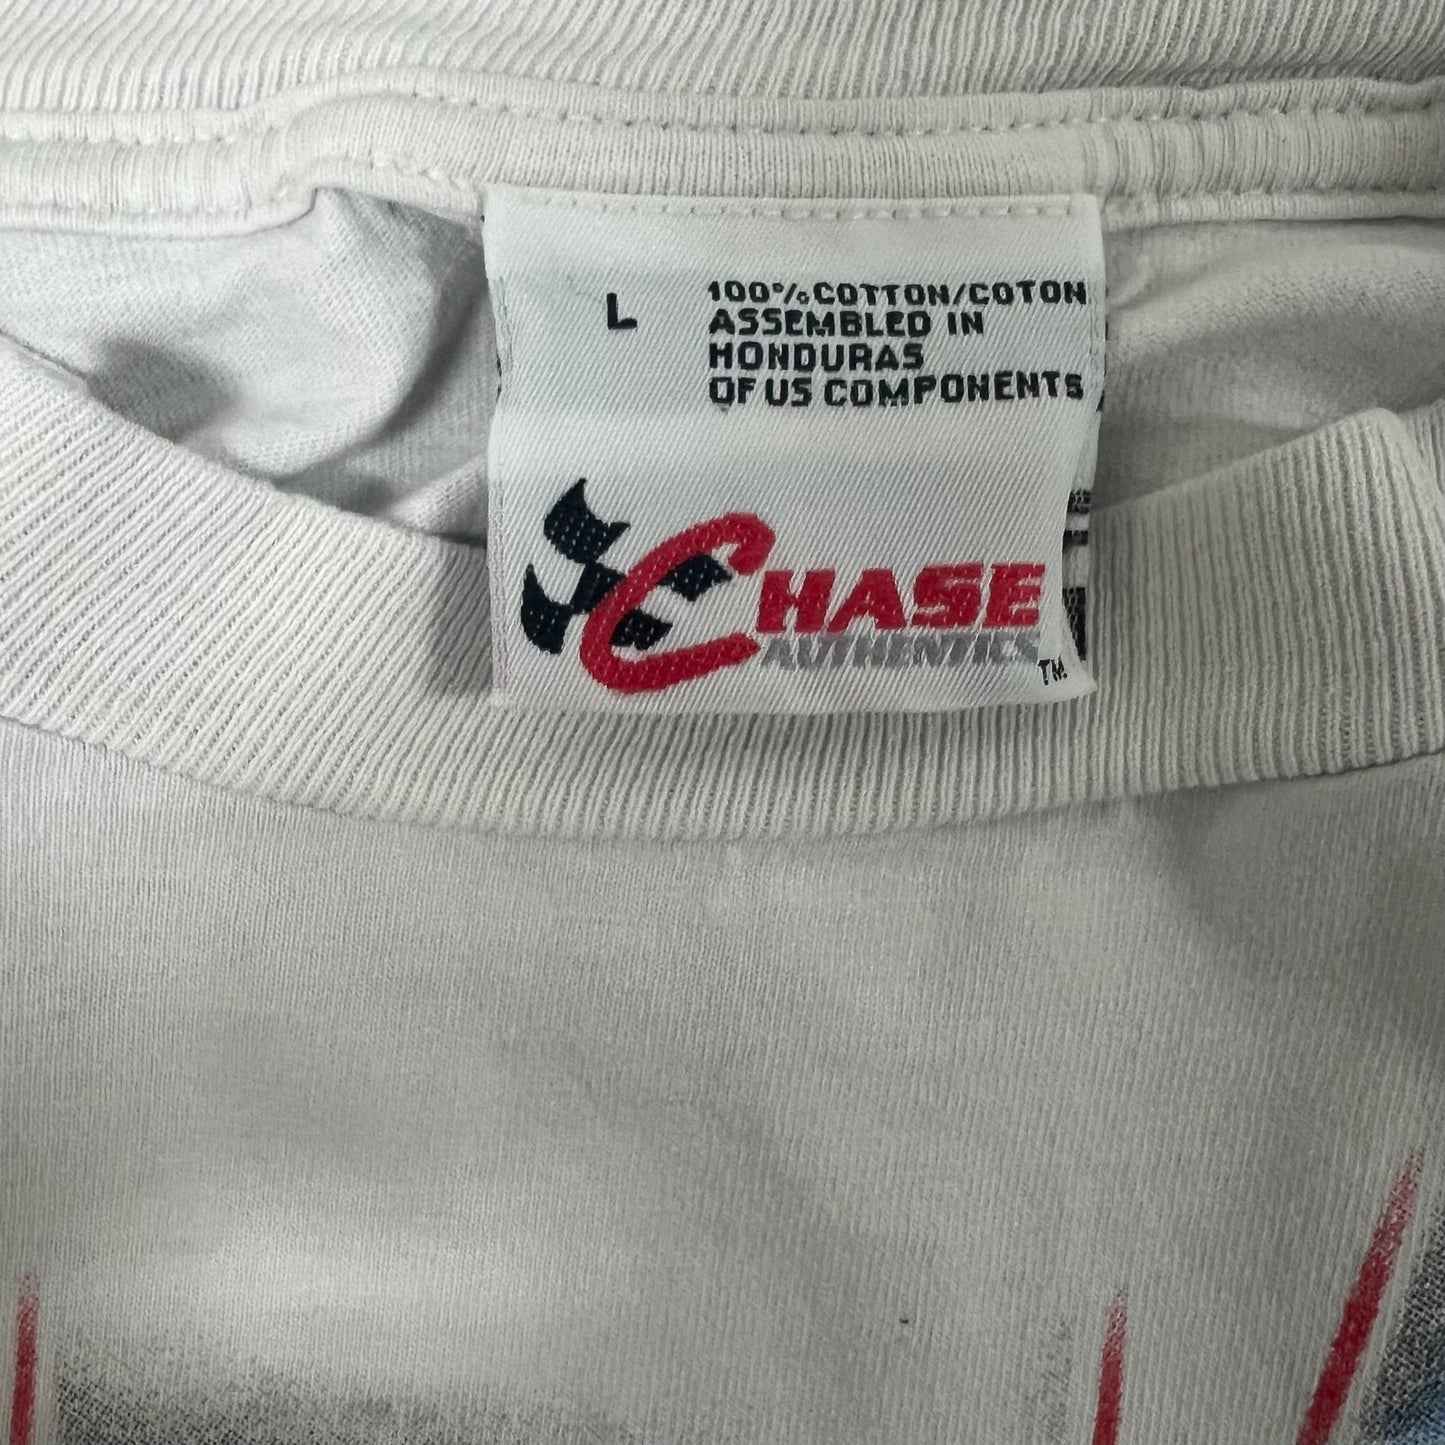 L
100% COTTON/COTON
ASSEMBLED IN
HONDURAS
OF US COMPONENTS
CHASE
AUTHENTICS
TM